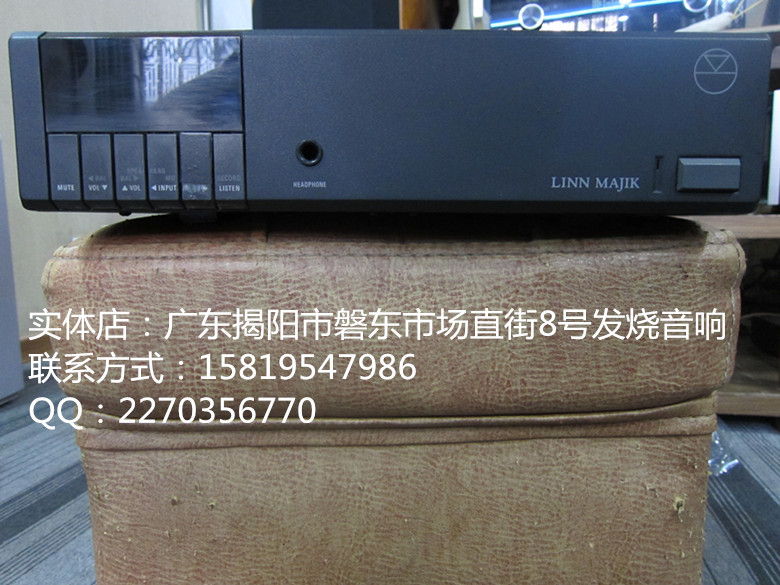 MUTE
VOL ▼
▲ VOL
◀ INPUT
LISTEN
HEADPHONE
LINN MAJIK
实体店：广东揭阳市磐东市场直街8号发烧音响
联系方式：15819547986
QQ：2270356770